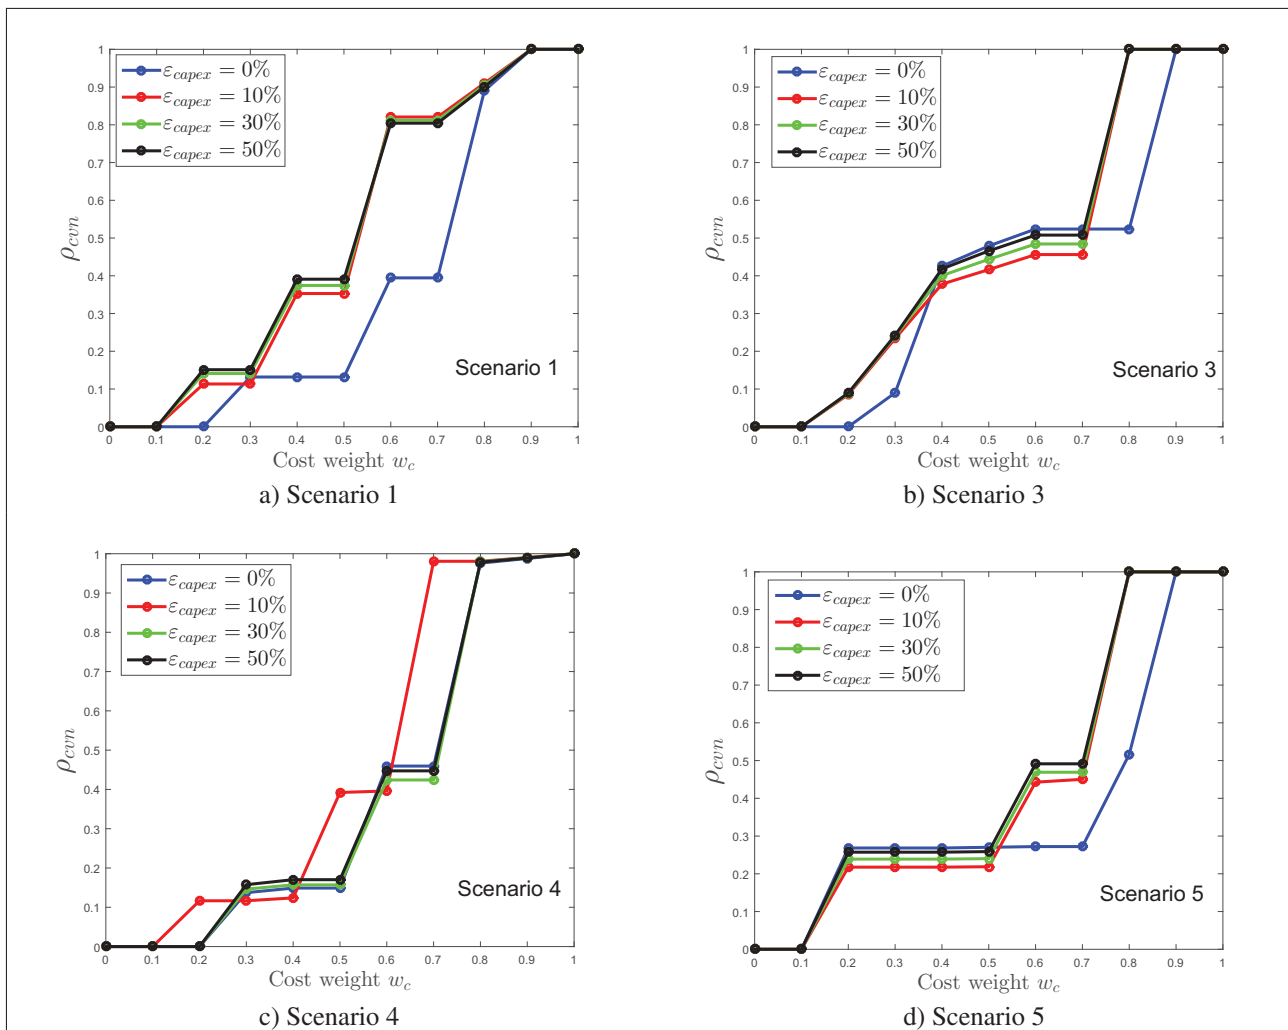 1
0.9
0.8
0.7
0.6
0.5
0.4
0.3
0.2
0.1
0
ρcvn
εcapex = 0%
εcapex = 10%
εcapex = 30%
εcapex = 50%
Scenario 1
0 0.1 0.2 0.3 0.4 0.5 0.6 0.7 0.8 0.9 1
Cost weight wc
a) Scenario 1
1
0.9
0.8
0.7
0.6
0.5
0.4
0.3
0.2
0.1
0
ρcvn
εcapex = 0%
εcapex = 10%
εcapex = 30%
εcapex = 50%
Scenario 3
0 0.1 0.2 0.3 0.4 0.5 0.6 0.7 0.8 0.9 1
Cost weight wc
b) Scenario 3
1
0.9
0.8
0.7
0.6
0.5
0.4
0.3
0.2
0.1
0
ρcvn
εcapex = 0%
εcapex = 10%
εcapex = 30%
εcapex = 50%
Scenario 4
0 0.1 0.2 0.3 0.4 0.5 0.6 0.7 0.8 0.9 1
Cost weight wc
c) Scenario 4
1
0.9
0.8
0.7
0.6
0.5
0.4
0.3
0.2
0.1
0
ρcvn
εcapex = 0%
εcapex = 10%
εcapex = 30%
εcapex = 50%
Scenario 5
0 0.1 0.2 0.3 0.4 0.5 0.6 0.7 0.8 0.9 1
Cost weight wc
d) Scenario 5